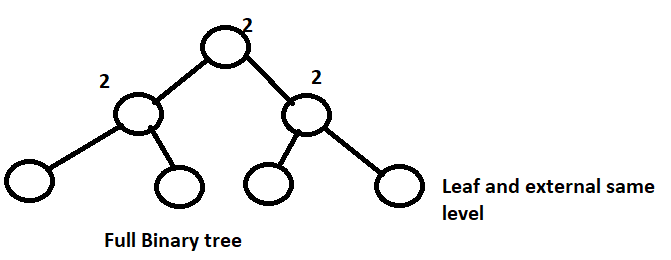 2
2
2
Leaf and external same
level
Full Binary tree